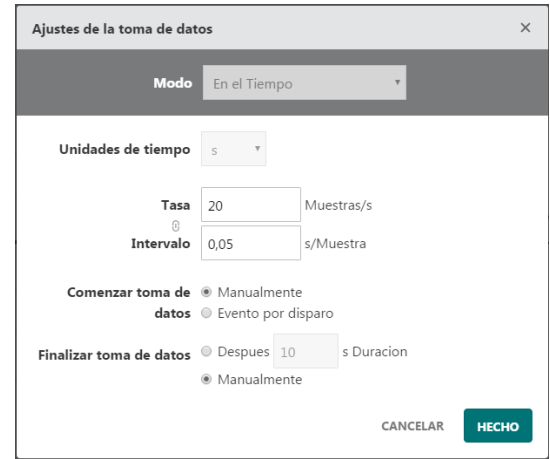 Ajustes de la toma de datos ×
Modo En el Tiempo
Unidades de tiempo s
Tasa 20 Muestras/s
Intervalo 0,05 s/Muestra
Comenzar toma de Manualmente
datos Evento por disparo
Finalizar toma de datos Despues 10 s Duracion
Manualmente
CANCELAR HECHO